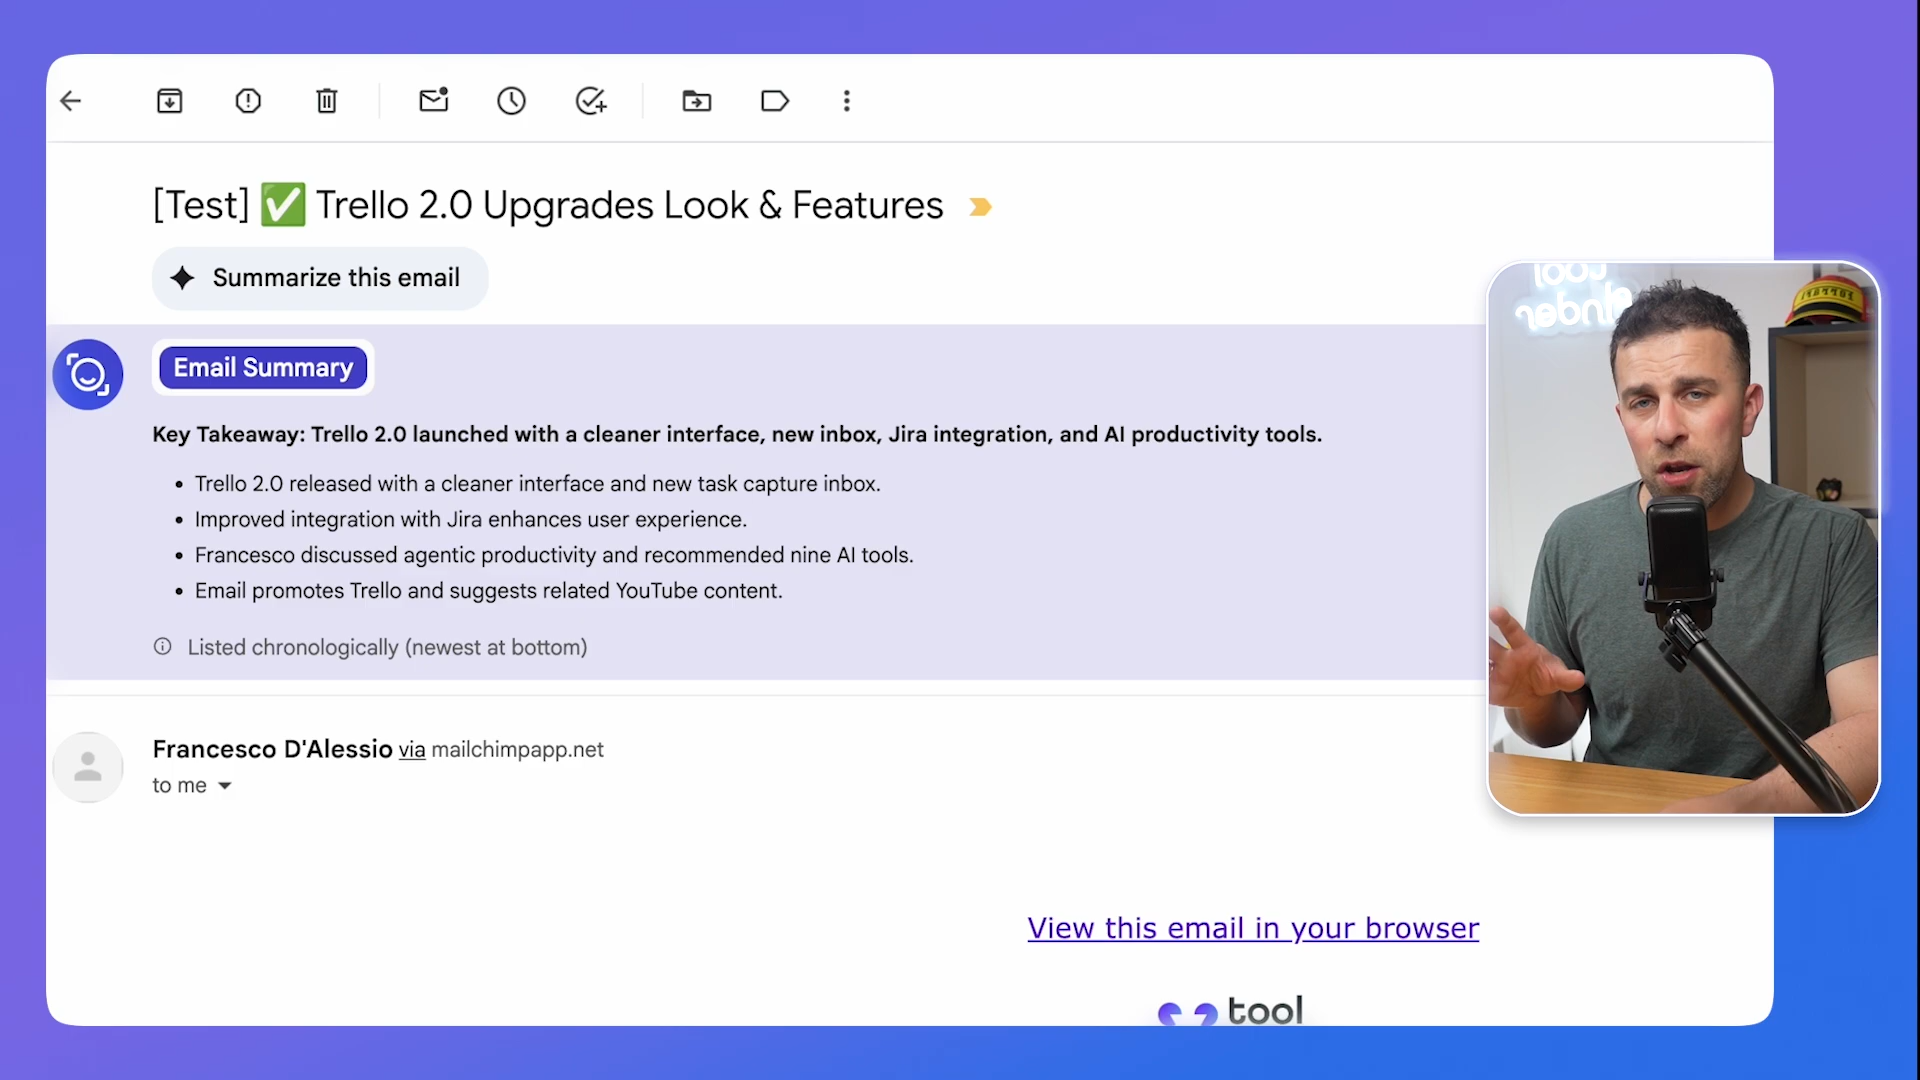 [Test] ✅ Trello 2.0 Upgrades Look & Features
Summarize this email
Email Summary
Key Takeaway: Trello 2.0 launched with a cleaner interface, new inbox, Jira integration, and AI productivity tools.
• Trello 2.0 released with a cleaner interface and new task capture inbox.
• Improved integration with Jira enhances user experience.
• Francesco discussed agentic productivity and recommended nine AI tools.
• Email promotes Trello and suggests related YouTube content.
Listed chronologically (newest at bottom)
Francesco D'Alessio via mailchimpapp.net
to me
View this email in your browser
tool